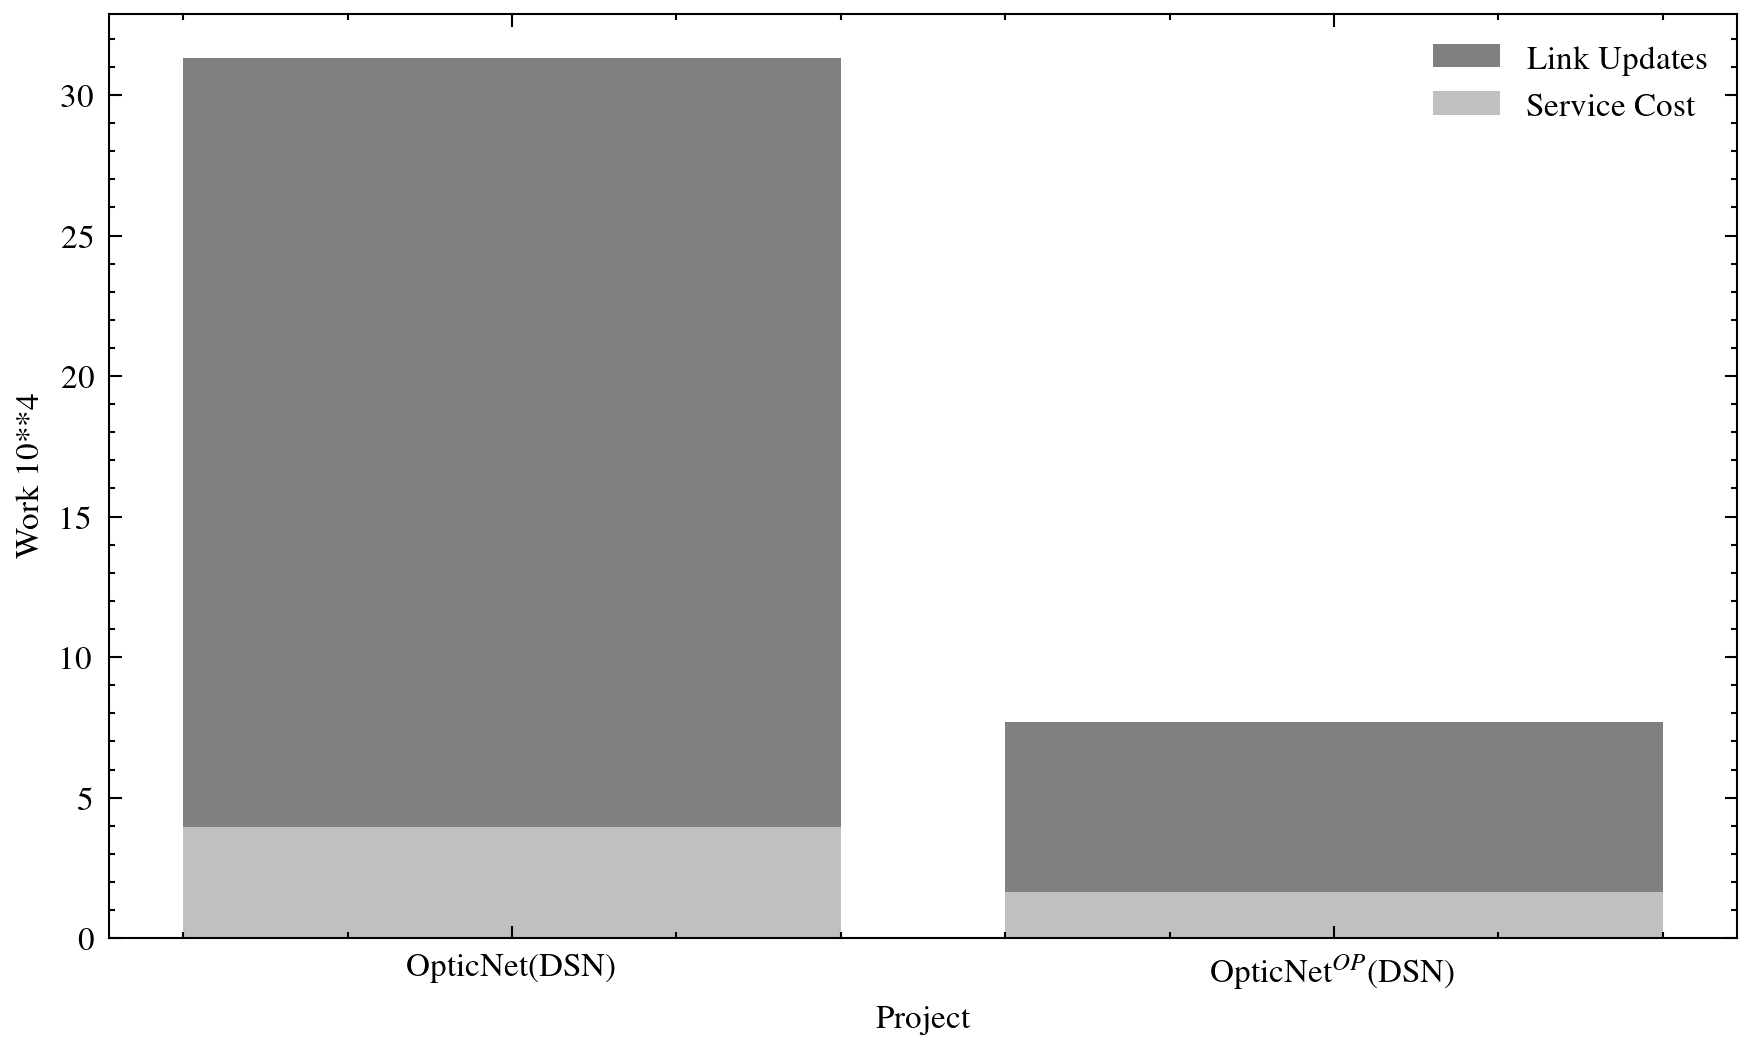 Link Updates
Service Cost
30
25
20
15
10
5
0
Work 10**4
OpticNet(DSN)
OpticNet^{OP}(DSN)
Project